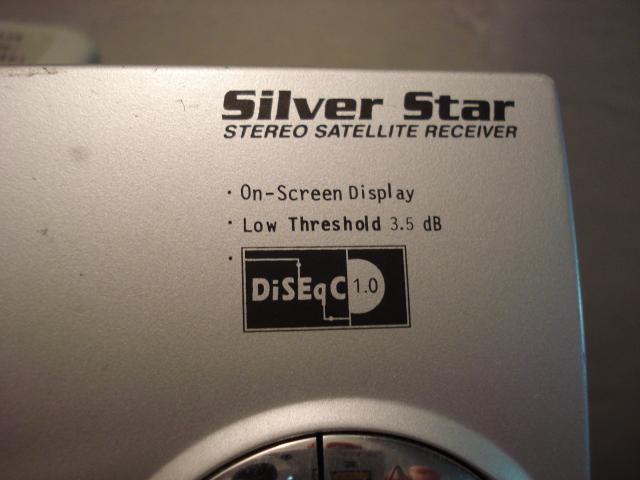 Silver Star
STEREO SATELLITE RECEIVER
· On-Screen Display
· Low Threshold 3.5 dB
· DiSEqC 1.0